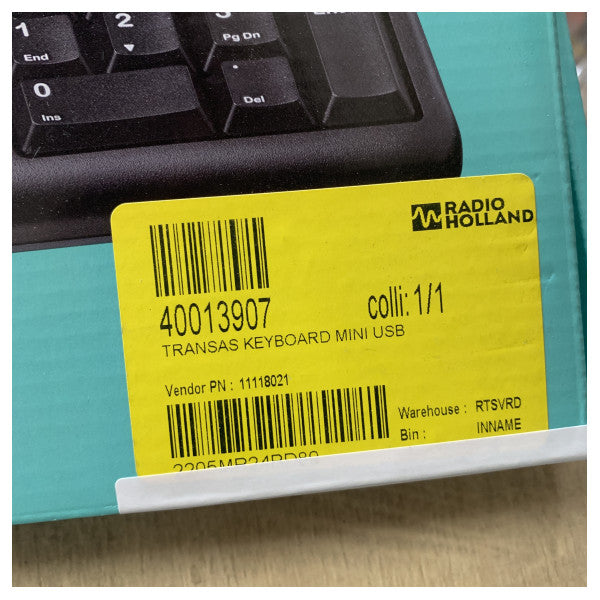 1
End
2
Pg Dn
0
Ins
Del
RADIO
HOLLAND
40013907
colli: 1/1
TRANSAS KEYBOARD MINI USB
Vendor PN : 11118021
Warehouse : RTSVRD
Bin : INNAME